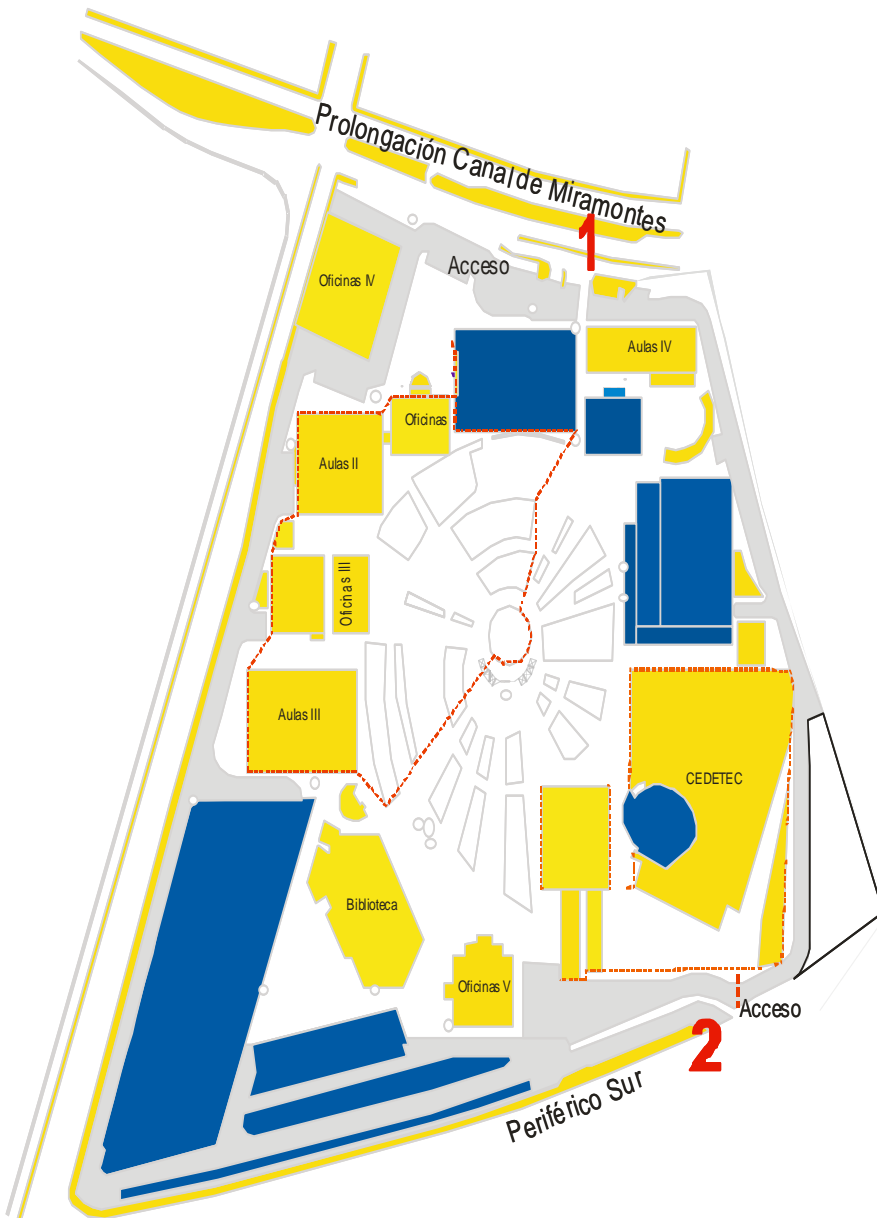 Prolongación Canal de Miramontes
1
Acceso
Oficinas IV
Aulas IV
Oficinas
Aulas II
Oficinas III
Aulas III
CEDETEC
Biblioteca
Oficinas V
Acceso
2
Periférico Sur